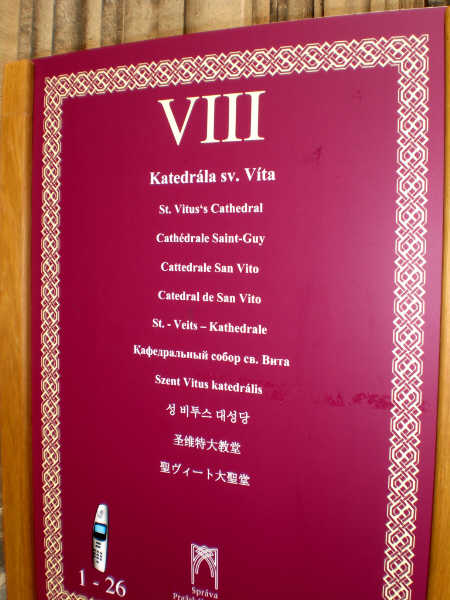 VIII
Katedrála sv. Víta
St. Vitus‘s Cathedral
Cathédrale Saint-Guy
Cattedrale San Vito
Catedral de San Vito
St. - Veits – Kathedrale
Кафедральный собор св. Вита
Szent Vitus katedrális
성 비투스 대성당
圣维特大教堂
聖ヴィート大聖堂
1 - 26
Správa